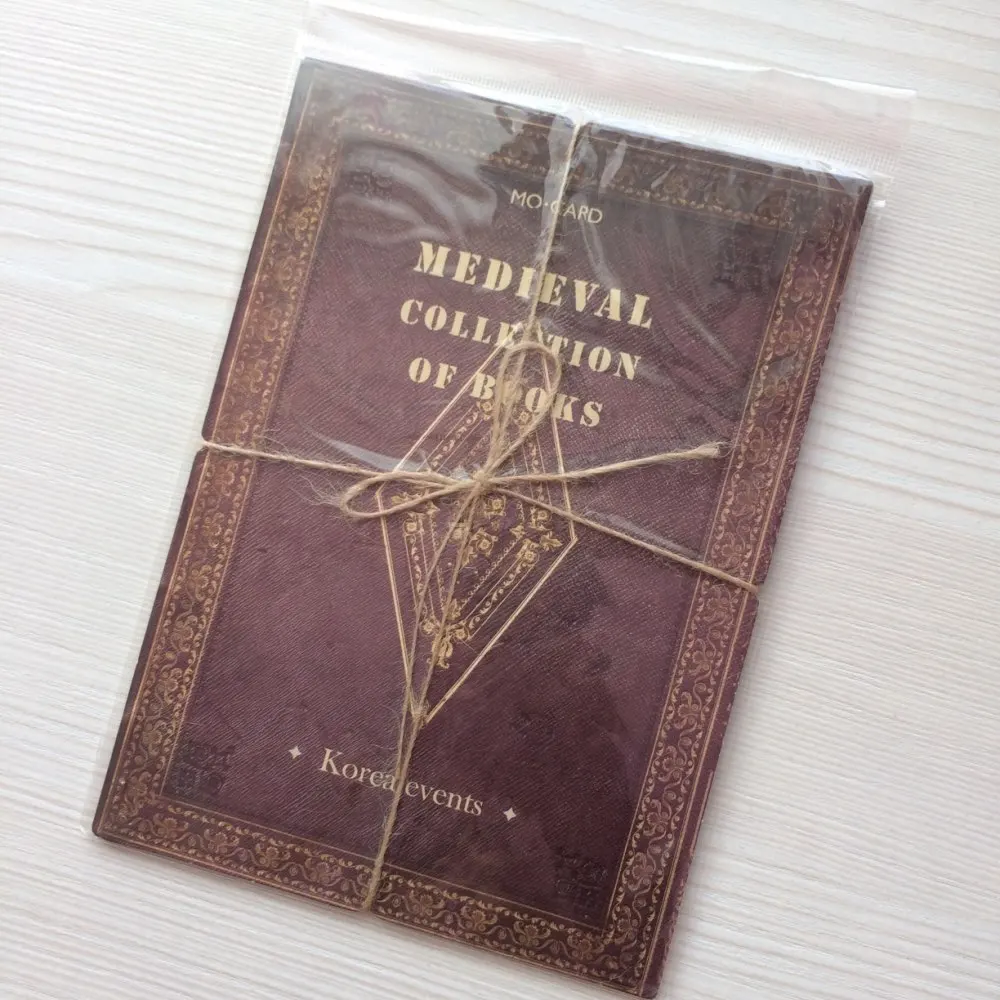 MO·CARD
MEDIEVAL
COLLECTION
OF BOOKS
Korea events